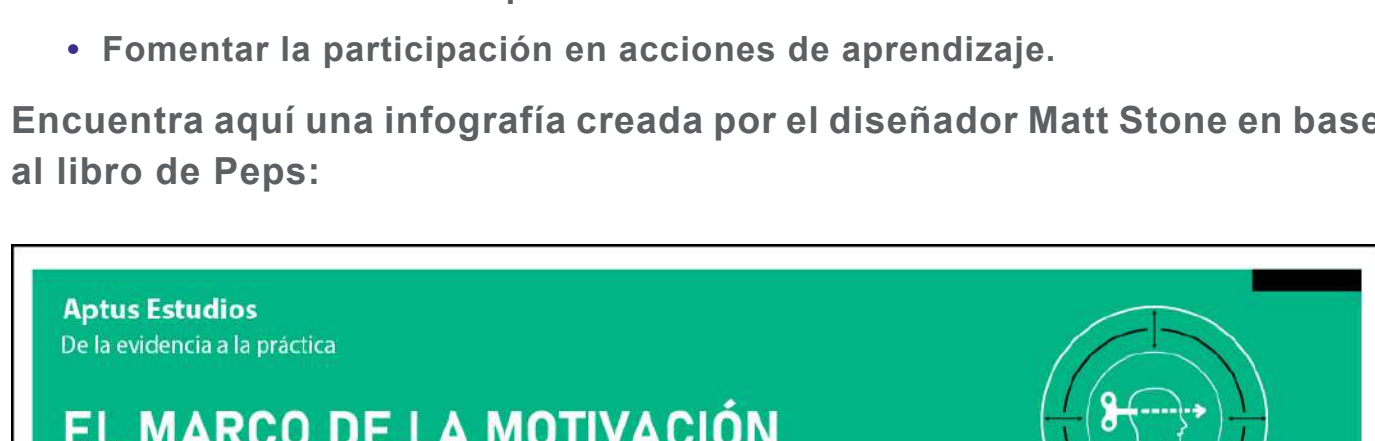 • Fomentar la participación en acciones de aprendizaje.
Encuentra aquí una infografía creada por el diseñador Matt Stone en base
al libro de Peps:
Aptus Estudios
De la evidencia a la práctica
EL MARCO DE LA MOTIVACIÓN